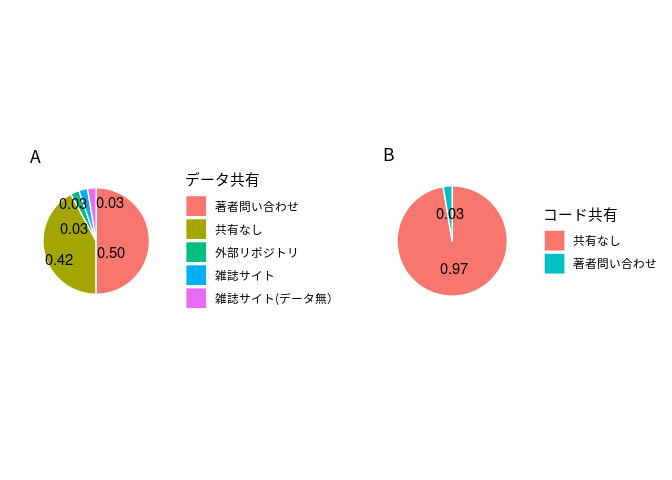 A
データ共有
著者問い合わせ
共有なし
外部リポジトリ
雑誌サイト
雑誌サイト(データ無)
0.03
0.03
0.03
0.42
0.50
B
コード共有
共有なし
著者問い合わせ
0.03
0.97